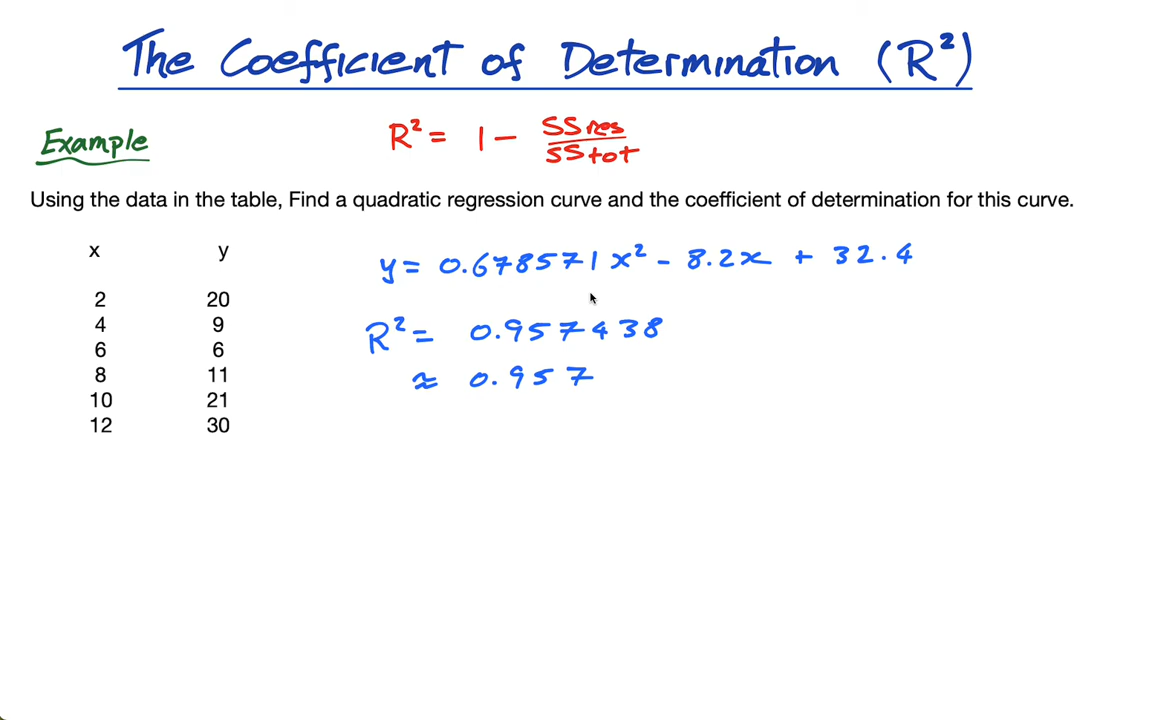 The Coefficient of Determination (R²)
Example
R² = 1 - SSres/SStot
Using the data in the table, Find a quadratic regression curve and the coefficient of determination for this curve.
x y
y = 0.678571x² - 8.2x + 32.4
2 20
4 9
6 6
8 11
10 21
12 30
R² = 0.957438
≈ 0.957